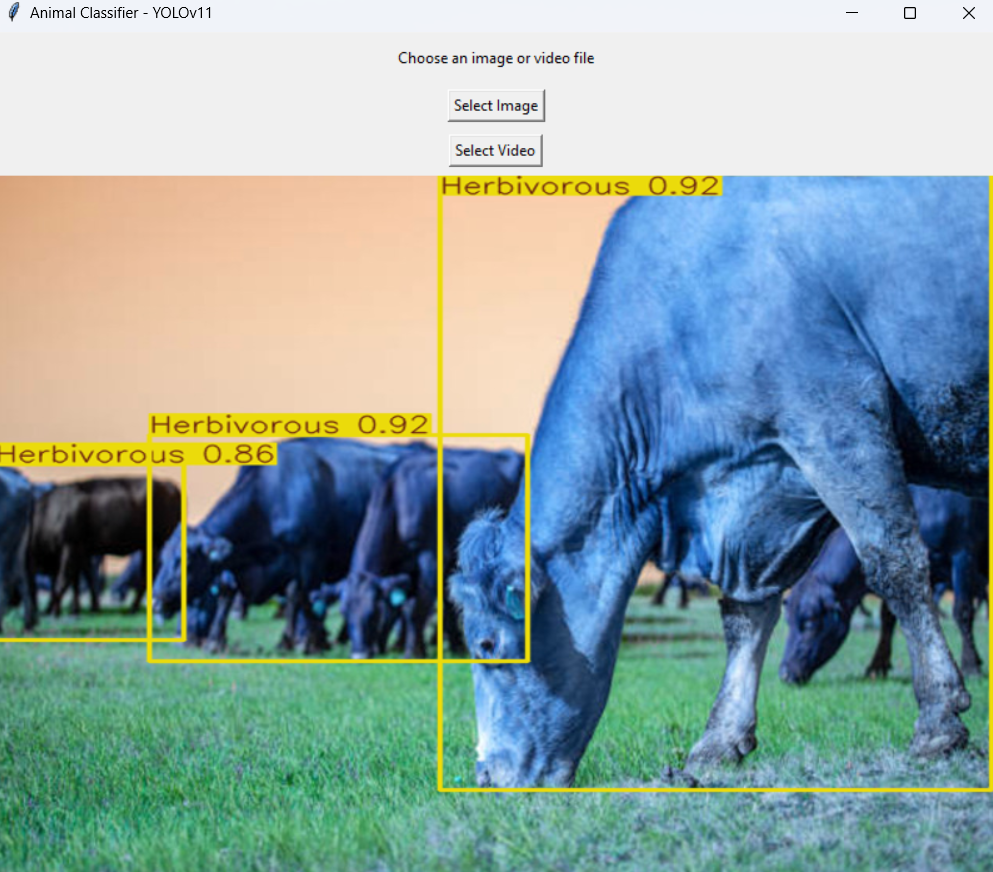 Animal Classifier - YOLOv11
Choose an image or video file
Select Image
Select Video
Herbivorous 0.92
Herbivorous 0.92
Herbivorous 0.86